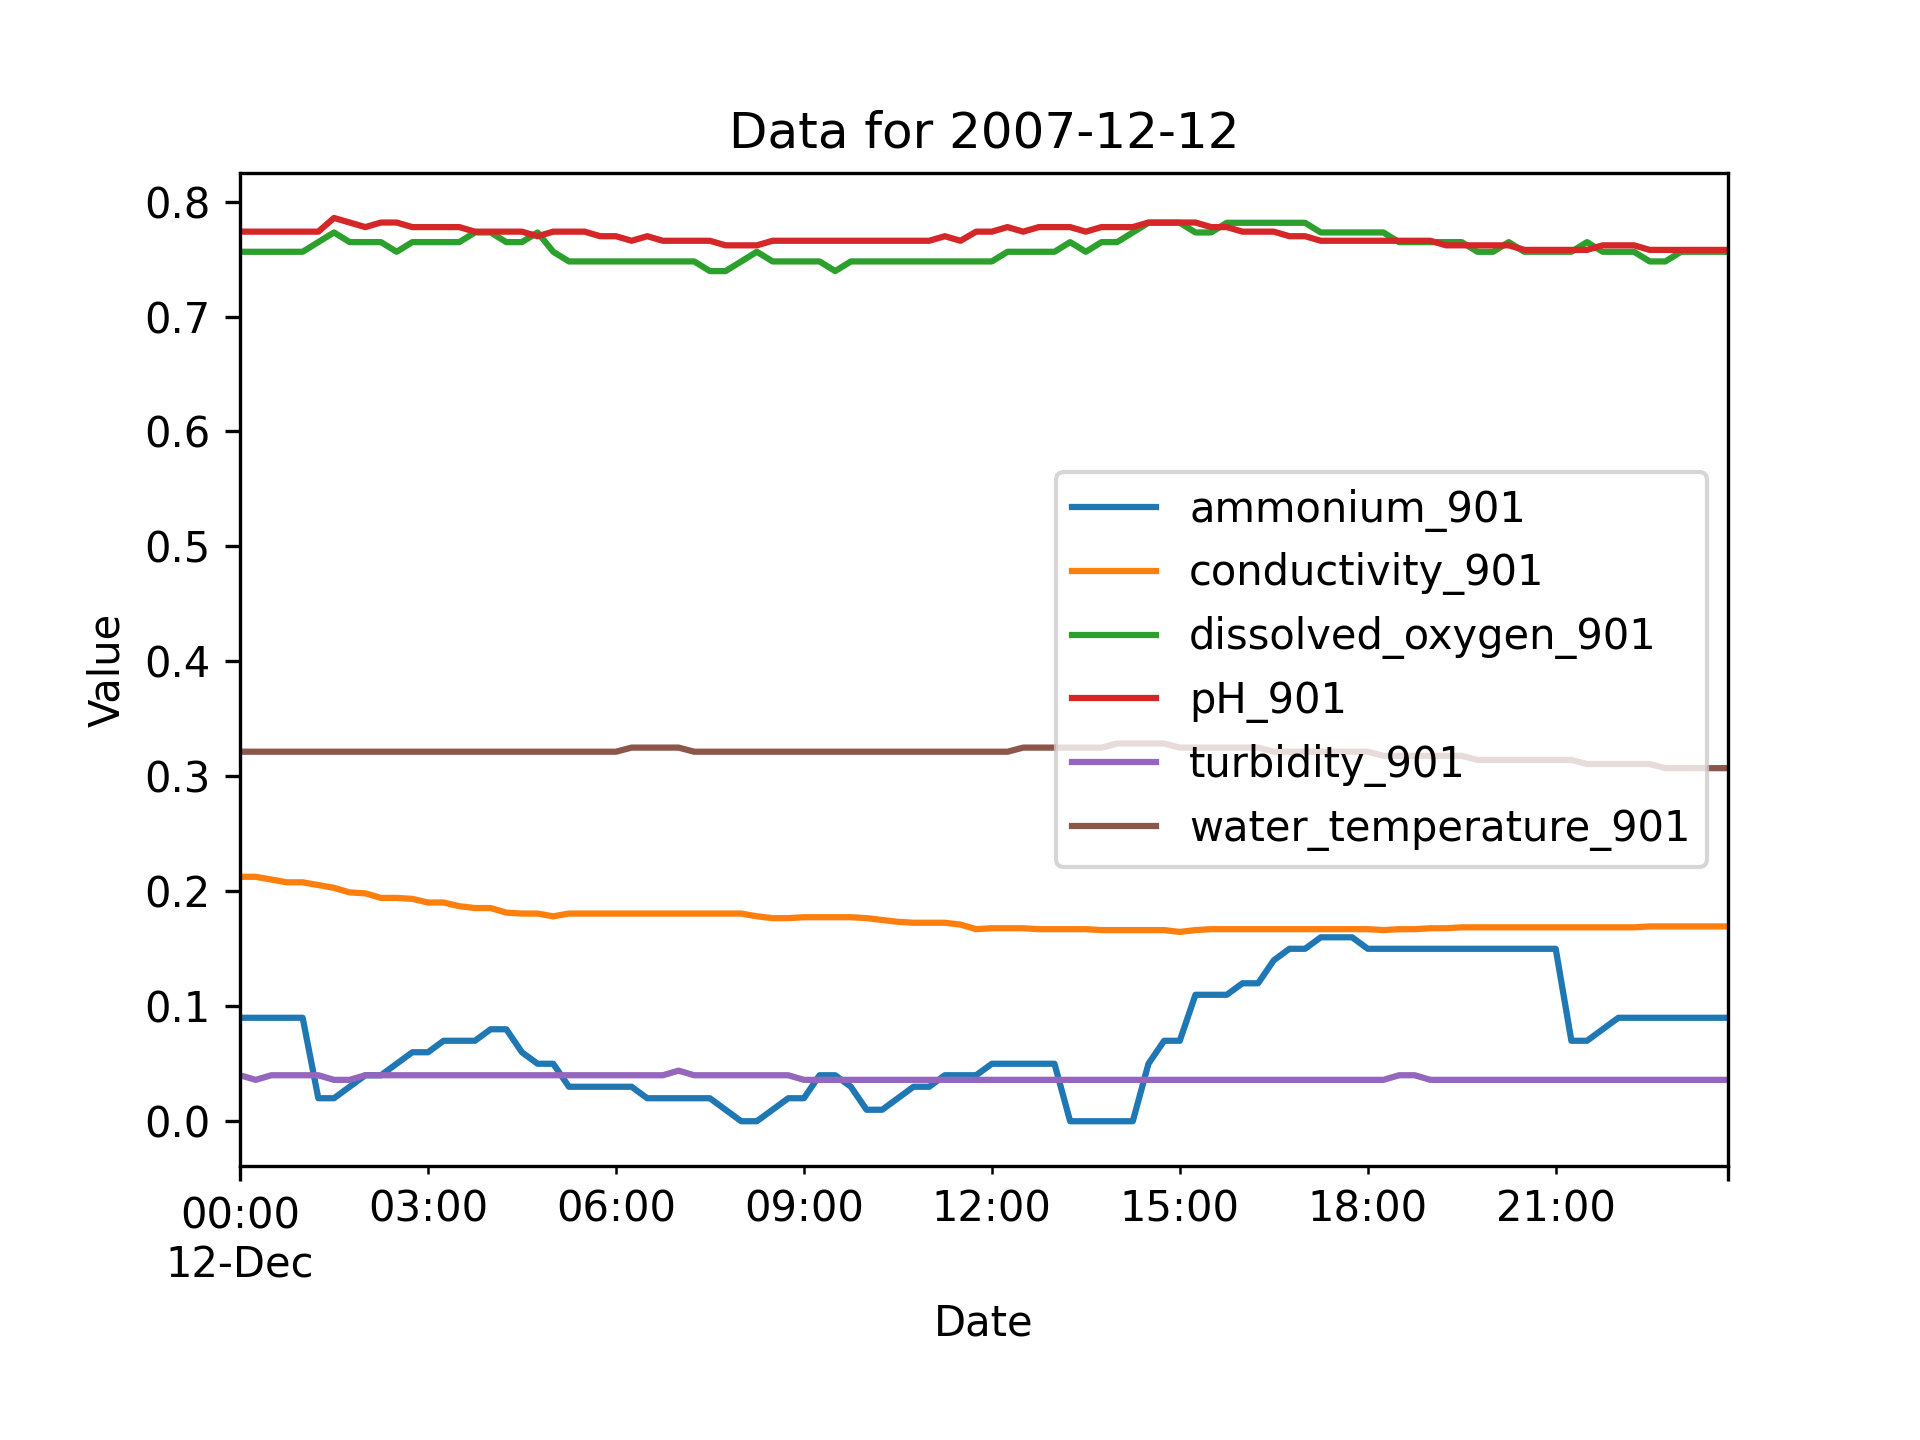 Data for 2007-12-12
0.8
0.7
0.6
0.5
0.4
0.3
0.2
0.1
0.0
Value
ammonium_901
conductivity_901
dissolved_oxygen_901
pH_901
turbidity_901
water_temperature_901
00:00 03:00 06:00 09:00 12:00 15:00 18:00 21:00
12-Dec
Date